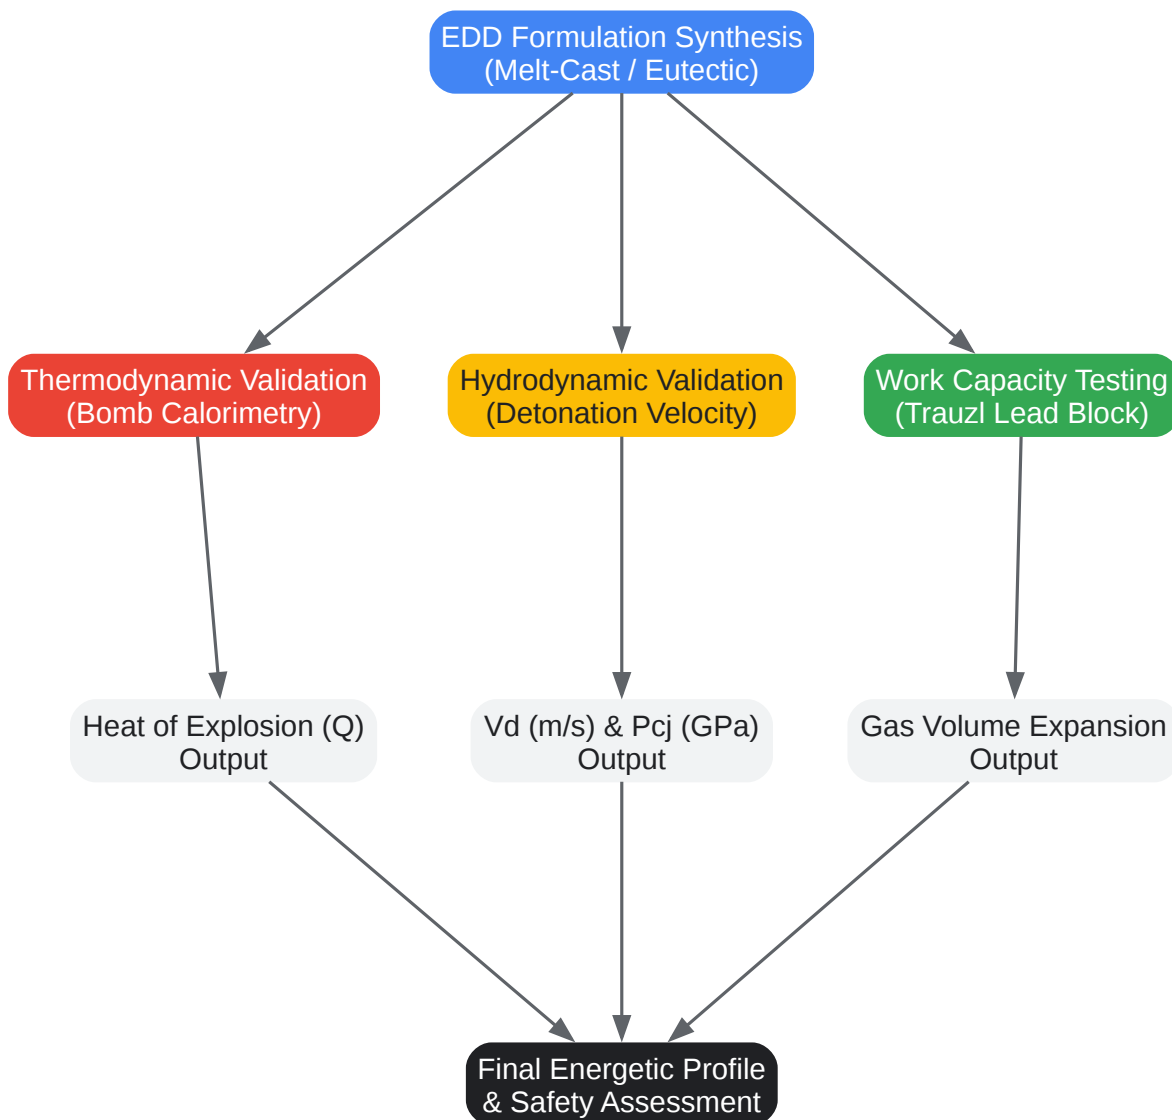 EDD Formulation Synthesis
(Melt-Cast / Eutectic)
Thermodynamic Validation
(Bomb Calorimetry)
Hydrodynamic Validation
(Detonation Velocity)
Work Capacity Testing
(Trauzl Lead Block)
Heat of Explosion (Q)
Output
Vd (m/s) & Pcj (GPa)
Output
Gas Volume Expansion
Output
Final Energetic Profile
& Safety Assessment